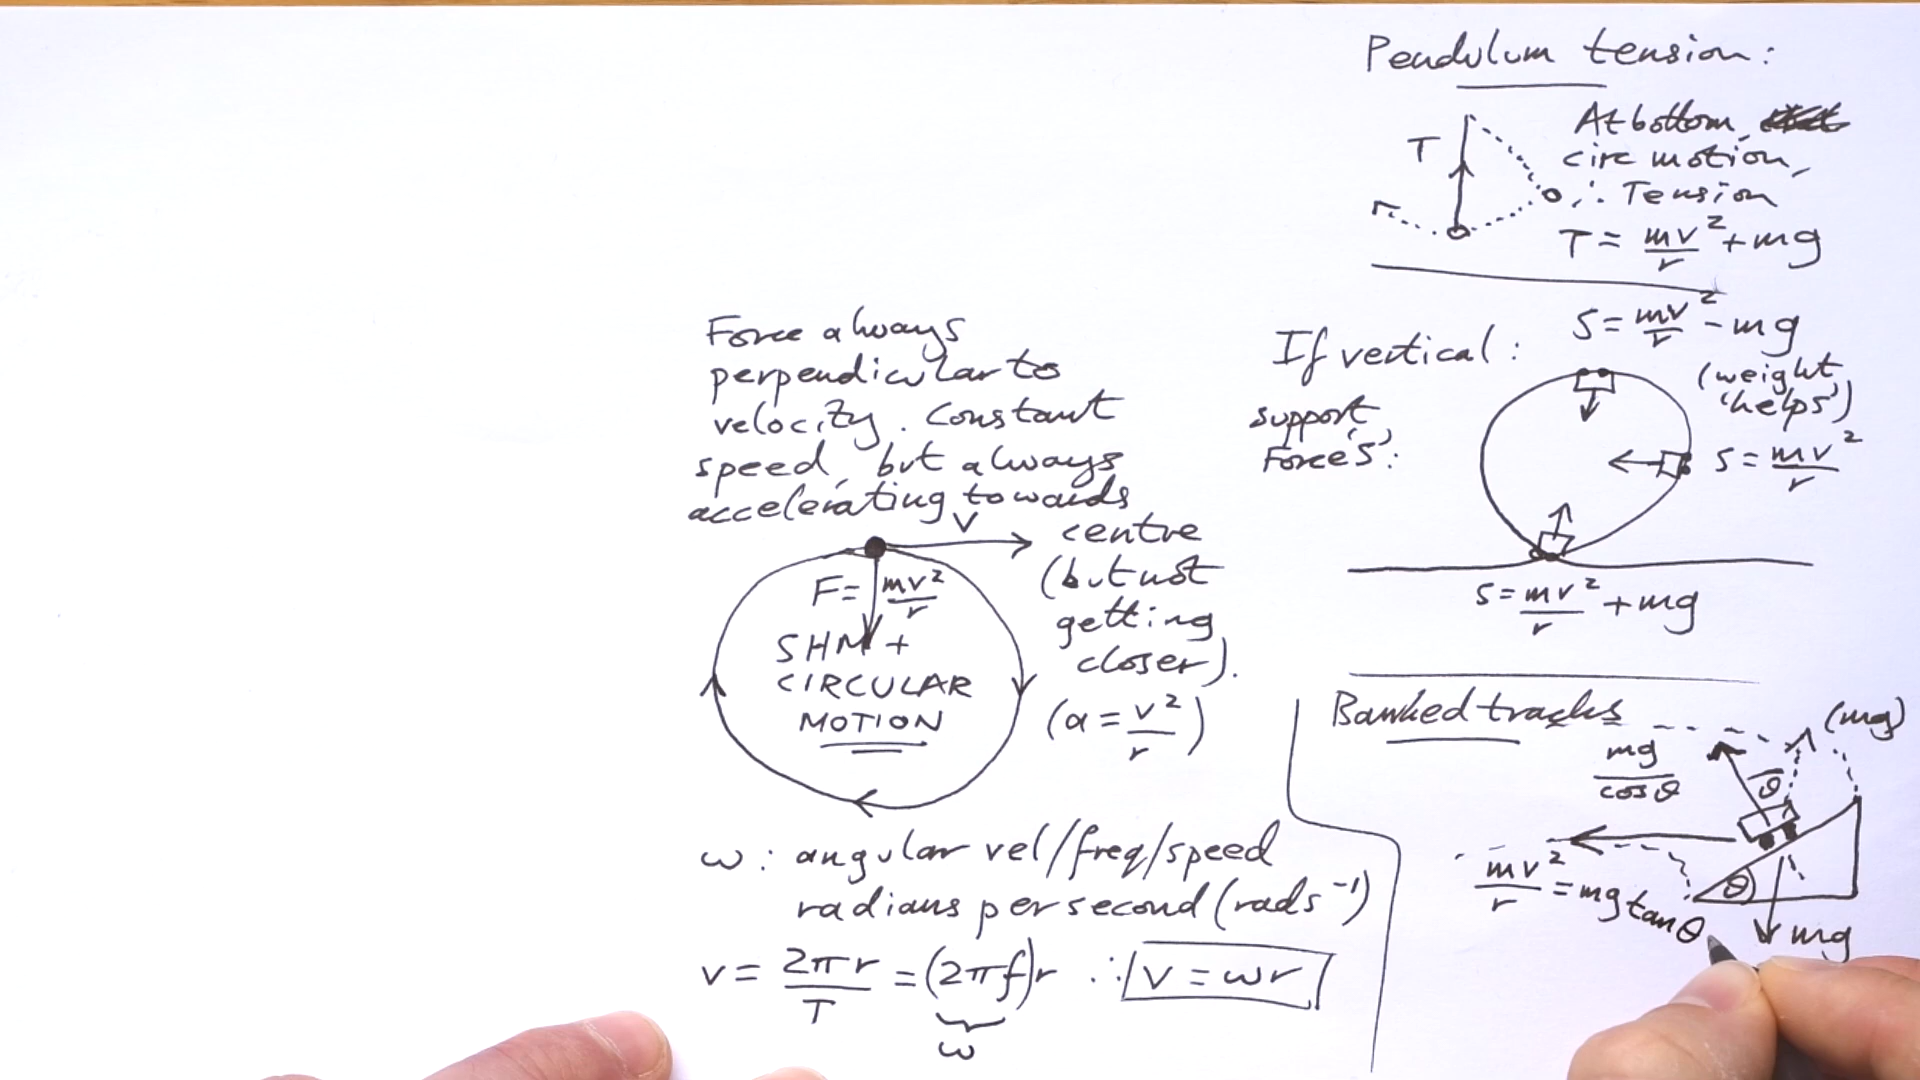 Force always
perpendicular to
velocity. Constant
speed, but always
accelerating towards
centre
(but not
getting
closer).
(a = v²/r)
V
F = mv²/r
SHM +
CIRCULAR
MOTION
ω : angular vel/freq/speed
radians per second (rads⁻¹)
v = 2πr/T = (2πf)r ∴ v = ωr
ω
Pendulum tension:
T
At bottom,
circ motion,
∴ Tension
T = mv²/r + mg
If vertical:
support
Force 'S':
S = mv²/r - mg
(weight
'helps')
S = mv²/r
S = mv²/r + mg
Banked tracks
(mg)
mg/cosθ
θ
mv²/r = mg tanθ
θ
mg